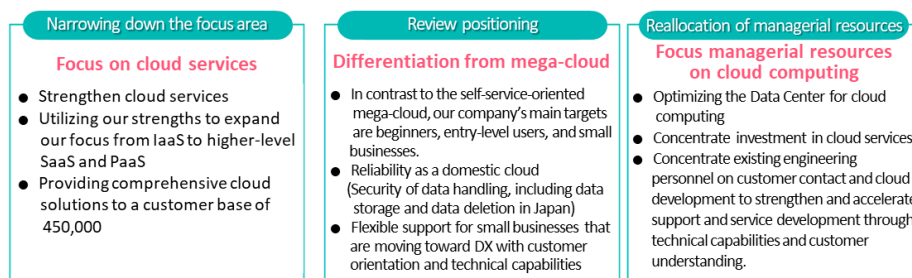 Narrowing down the focus area
Focus on cloud services
● Strengthen cloud services
● Utilizing our strengths to expand
our focus from IaaS to higher-level
SaaS and PaaS
● Providing comprehensive cloud
solutions to a customer base of
450,000
Review positioning
Differentiation from mega-cloud
● In contrast to the self-service-oriented
mega-cloud, our company's main targets
are beginners, entry-level users, and small
businesses.
● Reliability as a domestic cloud
(Security of data handling, including data
storage and data deletion in Japan)
● Flexible support for small businesses that
are moving toward DX with customer
orientation and technical capabilities
Reallocation of managerial resources
Focus managerial resources
on cloud computing
● Optimizing the Data Center for cloud
computing
● Concentrate investment in cloud services
● Concentrate existing engineering
personnel on customer contact and cloud
development to strengthen and accelerate
support and service development through
technical capabilities and customer
understanding.